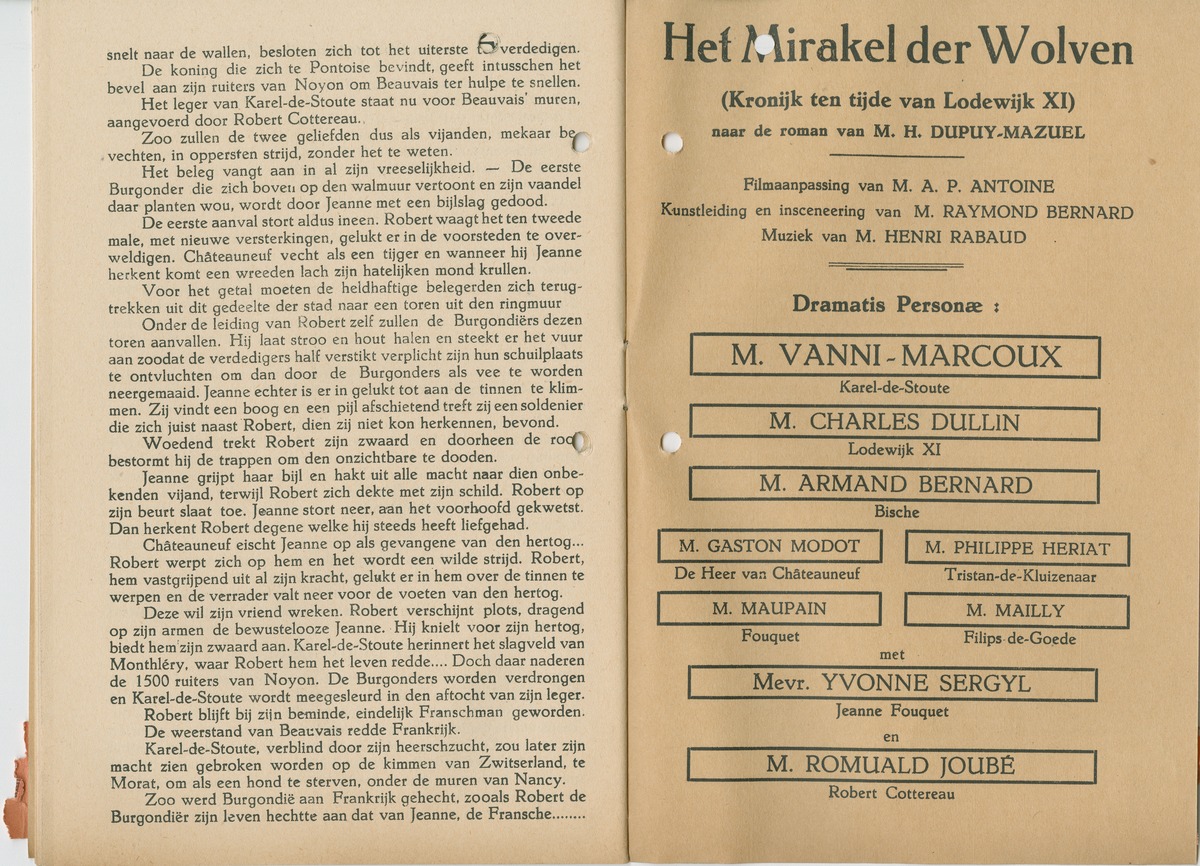 snelt naar de wallen, besloten zich tot het uiterste te verdedigen.
De koning die zich te Pontoise bevindt, geeft intusschen het
bevel aan zijn ruiters van Noyon om Beauvais ter hulpe te snellen.
Het leger van Karel-de-Stoute staat nu voor Beauvais' muren,
aangevoerd door Robert Cottereau.
Zoo zullen de twee geliefden dus als vijanden, mekaar be-
vechten, in oppersten strijd, zonder het te weten.
Het beleg vangt aan in al zijn vreeselijkheid. — De eerste
Burgonder die zich boven op den walmuur vertoont en zijn vaandel
daar planten wou, wordt door Jeanne met een bijlslag gedood.
De eerste aanval stort aldus ineen. Robert waagt het ten tweede
male, met nieuwe versterkingen, gelukt er in de voorsteden te over-
weldigen. Châteauneuf vecht als een tijger en wanneer hij Jeanne
herkent komt een wreeden lach zijn hatelijken mond krullen.
Voor het getal moeten de heldhaftige belegerden zich terug-
trekken uit dit gedeelte der stad naar een toren uit den ringmuur
Onder de leiding van Robert zelf zullen de Burgondiërs dezen
toren aanvallen. Hij laat stroo en hout halen en steekt er het vuur
aan zoodat de verdedigers half verstikt verplicht zijn hun schuilplaats
te ontvluchten om dan door de Burgonders als vee te worden
neergemaaid. Jeanne echter is er in gelukt tot aan de tinnen te klim-
men. Zij vindt een boog en een pijl afschietend treft zij een soldenier
die zich juist naast Robert, dien zij niet kon herkennen, bevond.
Woedend trekt Robert zijn zwaard en doorheen de rook
bestormt hij de trappen om den onzichtbare te dooden.
Jeanne grijpt haar bijl en hakt uit alle macht naar dien onbe-
kenden vijand, terwijl Robert zich dekte met zijn schild. Robert op
zijn beurt slaat toe. Jeanne stort neer, aan het voorhoofd gekwetst.
Dan herkent Robert degene welke hij steeds heeft liefgehad.
Châteauneuf eischt Jeanne op als gevangene van den hertog...
Robert werpt zich op hem en het wordt een wilde strijd. Robert,
hem vastgrijpend uit al zijn kracht, gelukt er in hem over de tinnen te
werpen en de verrader valt neer voor de voeten van den hertog.
Deze wil zijn vriend wreken. Robert verschijnt plots, dragend
op zijn armen de bewustelooze Jeanne. Hij knielt voor zijn hertog,
biedt hem zijn zwaard aan. Karel-de-Stoute herinnert het slagveld van
Monthléry, waar Robert hem het leven redde.... Doch daar naderen
de 1500 ruiters van Noyon. De Burgonders worden verdrongen
en Karel-de-Stoute wordt meegesleurd in den aftocht van zijn leger.
Robert blijft bij zijn beminde, eindelijk Franschman geworden.
De weerstand van Beauvais redde Frankrijk.
Karel-de-Stoute, verblind door zijn heerschzucht, zou later zijn
macht zien gebroken worden op de kimmen van Zwitserland, te
Morat, om als een hond te sterven, onder de muren van Nancy.
Zoo werd Burgondië aan Frankrijk gehecht, zooals Robert de
Burgondiër zijn leven hechtte aan dat van Jeanne, de Fransche........
Het Mirakel der Wolven
(Kronijk ten tijde van Lodewijk XI)
naar de roman van M. H. DUPUY-MAZUEL
Filmaanpassing van M. A. P. ANTOINE
Kunstleiding en insceneering van M. RAYMOND BERNARD
Muziek van M. HENRI RABAUD
Dramatis Personæ :
M. VANNI-MARCOUX
Karel-de-Stoute
M. CHARLES DULLIN
Lodewijk XI
M. ARMAND BERNARD
Bische
M. GASTON MODOT
De Heer van Châteauneuf
M. PHILIPPE HERIAT
Tristan-de-Kluizenaar
M. MAUPAIN
Fouquet
M. MAILLY
Filips-de-Goede
met
Mevr. YVONNE SERGYL
Jeanne Fouquet
en
M. ROMUALD JOUBÉ
Robert Cottereau